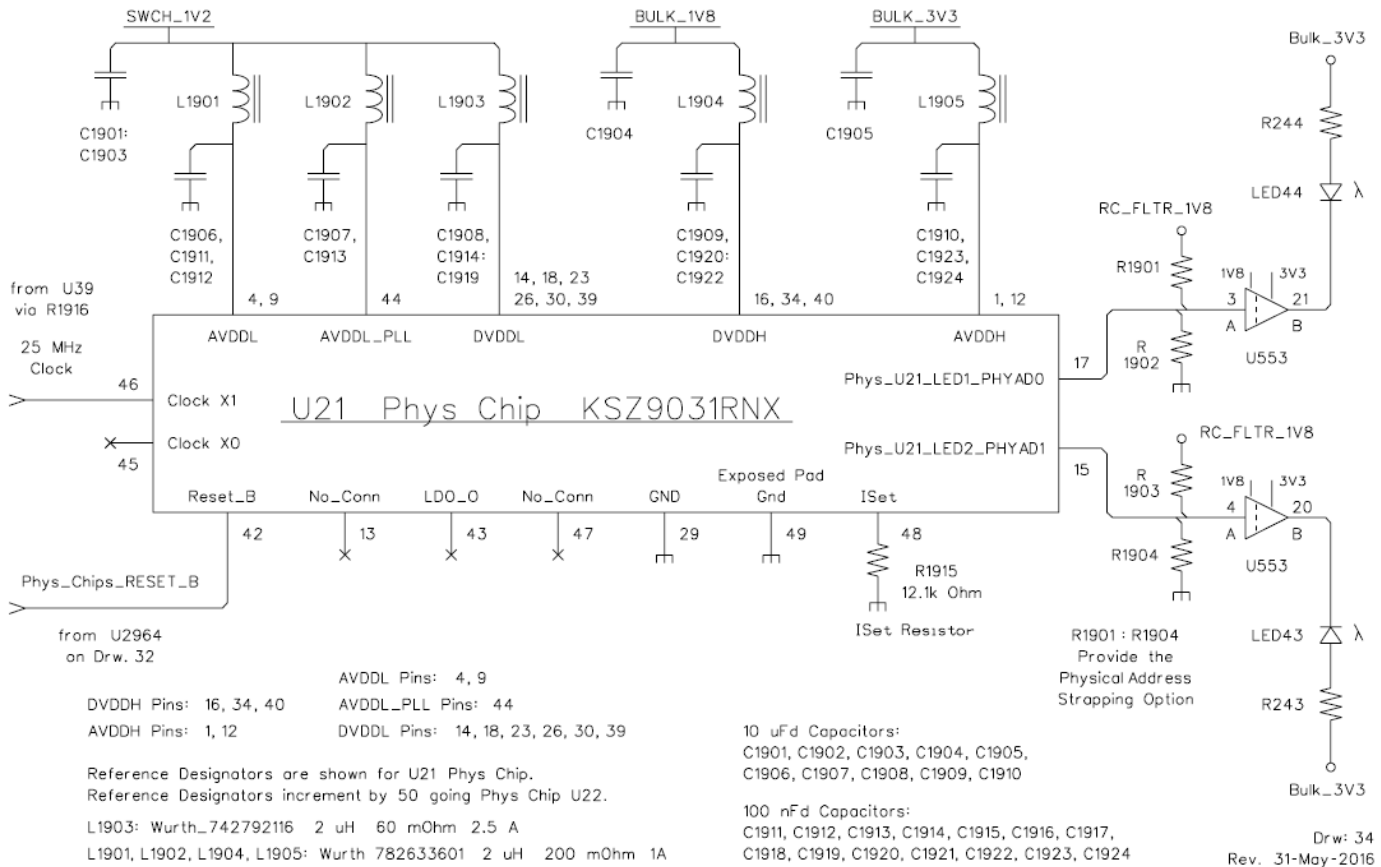 SWCH_1V2
BULK_1V8
BULK_3V3
Bulk_3V3
L1901
L1902
L1903
L1904
L1905
R244
C1901:
C1903
C1904
C1905
LED44 λ
RC_FLTR_1V8
C1906,
C1911,
C1912
C1907,
C1913
C1908,
C1914:
C1919
C1909,
C1920:
C1922
C1910,
C1923,
C1924
R1901
1V8 3V3
from U39
via R1916
4, 9
44
14, 18, 23
26, 30, 39
16, 34, 40
1, 12
3 21
A B
U553
R
1902
25 MHz
Clock
AVDDL
AVDDL_PLL
DVDDL
DVDDH
AVDDH
17
46
Phys_U21_LED1_PHYAD0
Clock X1
U21 Phys Chip KSZ9031RNX
Clock XO
45
Phys_U21_LED2_PHYAD1
15
RC_FLTR_1V8
R
1903
1V8 3V3
4 20
A B
U553
R1904
Exposed Pad
Reset_B
No_Conn
LDO_O
No_Conn
GND
Gnd
ISet
42
13
43
47
29
49
48
Phys_Chips_RESET_B
R1915
12.1k Ohm
ISet Resistor
from U2964
on Drw. 32
R1901 : R1904
Provide the
Physical Address
Strapping Option
LED43 λ
R243
Bulk_3V3
AVDDL Pins: 4, 9
DVDDH Pins: 16, 34, 40 AVDDL_PLL Pins: 44
AVDDH Pins: 1, 12 DVDDL Pins: 14, 18, 23, 26, 30, 39
Reference Designators are shown for U21 Phys Chip.
Reference Designators increment by 50 going Phys Chip U22.
L1903: Wurth_742792116 2 uH 60 mOhm 2.5 A
L1901, L1902, L1904, L1905: Wurth 782633601 2 uH 200 mOhm 1A
10 uFd Capacitors:
C1901, C1902, C1903, C1904, C1905,
C1906, C1907, C1908, C1909, C1910
100 nFd Capacitors:
C1911, C1912, C1913, C1914, C1915, C1916, C1917,
C1918, C1919, C1920, C1921, C1922, C1923, C1924
Drw: 34
Rev. 31-May-2016